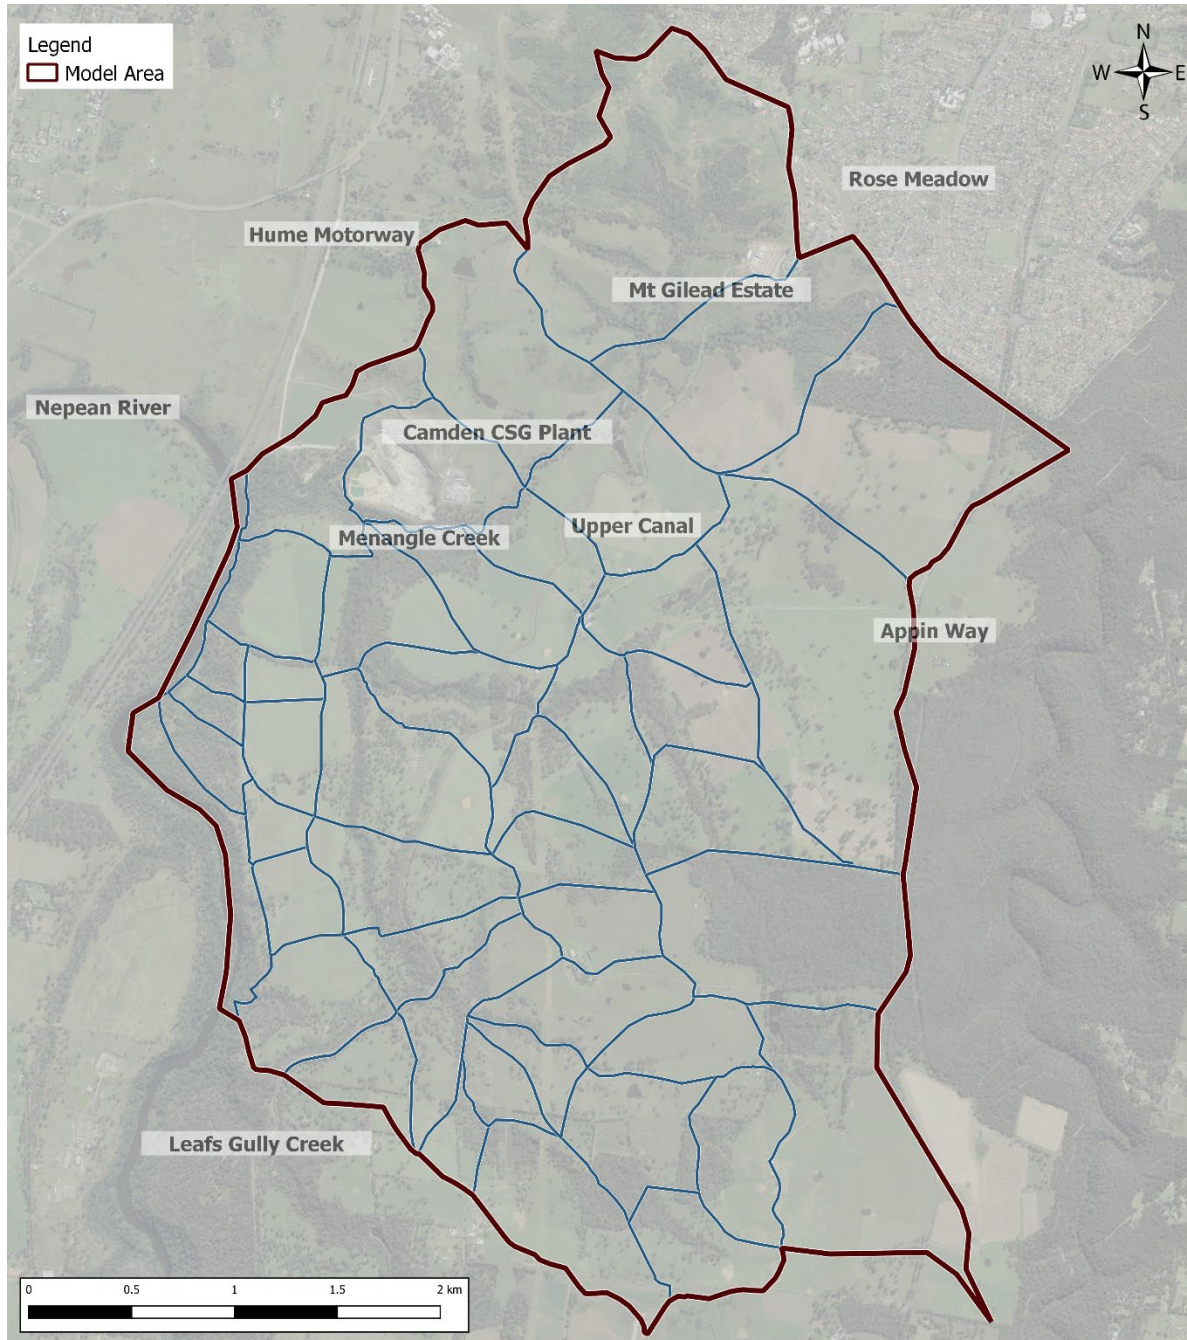 Legend
Model Area
N
W E
S
Rose Meadow
Hume Motorway
Mt Gilead Estate
Nepean River
Camden CSG Plant
Upper Canal
Menangle Creek
Appin Way
Leafs Gully Creek
0 0.5 1 1.5 2 km